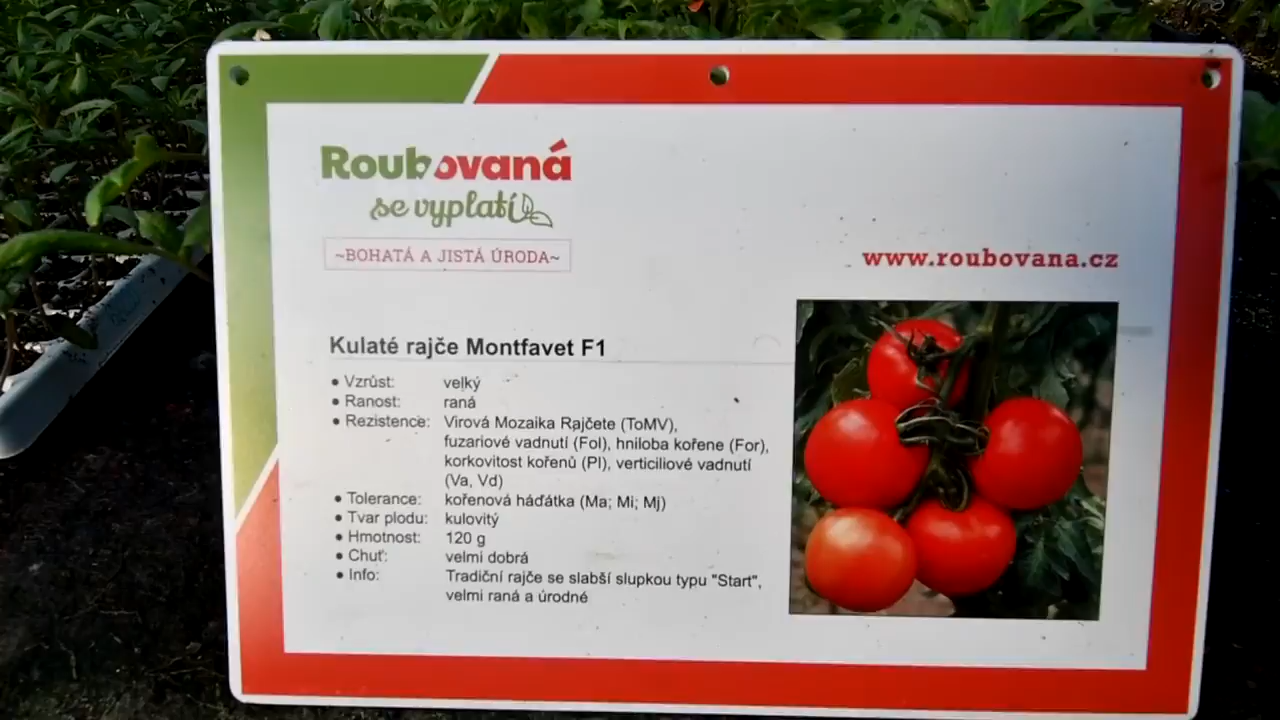 Roubovaná
se vyplatí
~BOHATÁ A JISTÁ ÚRODA~
www.roubovana.cz
Kulaté rajče Montfavet F1
• Vzrůst: velký
• Ranost: raná
• Rezistence: Virová Mozaika Rajčete (ToMV),
fuzariové vadnutí (Fol), hniloba kořene (For),
korkovitost kořenů (Pl), verticiliové vadnutí
(Va, Vd)
• Tolerance: kořenová háďátka (Ma; Mi; Mj)
• Tvar plodu: kulovitý
• Hmotnost: 120 g
• Chuť: velmi dobrá
• Info: Tradiční rajče se slabší slupkou typu "Start",
velmi raná a úrodné